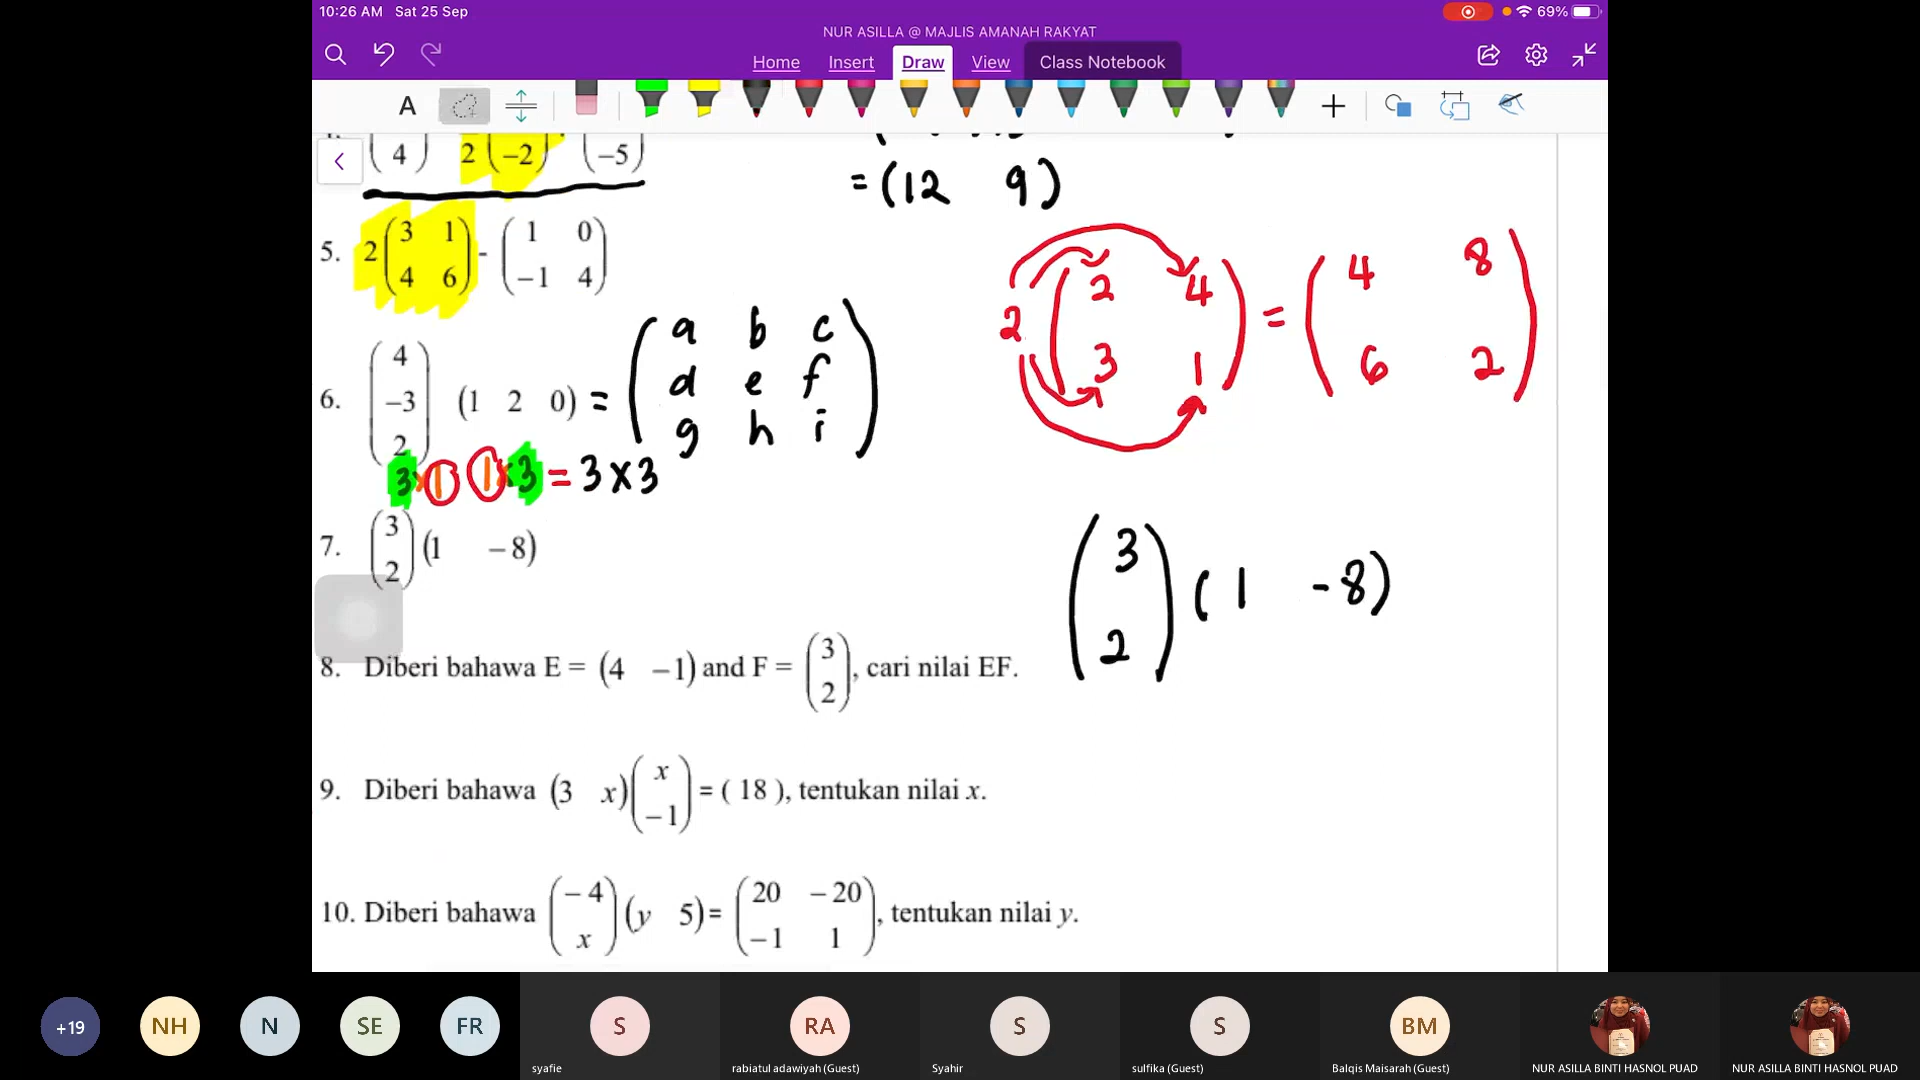 10:26 AM Sat 25 Sep
69%
NUR ASILLA @ MAJLIS AMANAH RAKYAT
Home Insert Draw View Class Notebook
A
4 2 -2 -5
= (12 9)
5. 2 (3 1) - (1 0)
(4 6) (-1 4)
2 (2 4) = (4 8)
(3 1) (6 2)
6. (4 -3 2) (1 2 0) = (a b c
d e f
g h i)
3×1 1×3 = 3×3
7. (3 2) (1 -8)
(3 2) (1 -8)
8. Diberi bahawa E = (4 -1) and F = (3 2), cari nilai EF.
9. Diberi bahawa (3 x)(x -1) = ( 18 ), tentukan nilai x.
10. Diberi bahawa (-4 x)(y 5) = (20 -20 -1 1), tentukan nilai y.
+19 NH N SE FR S RA S S BM
syafie
rabiatul adawiyah (Guest)
Syahir
sulfika (Guest)
Balqis Maisarah (Guest)
NUR ASILLA BINTI HASNOL PUAD
NUR ASILLA BINTI HASNOL PUAD